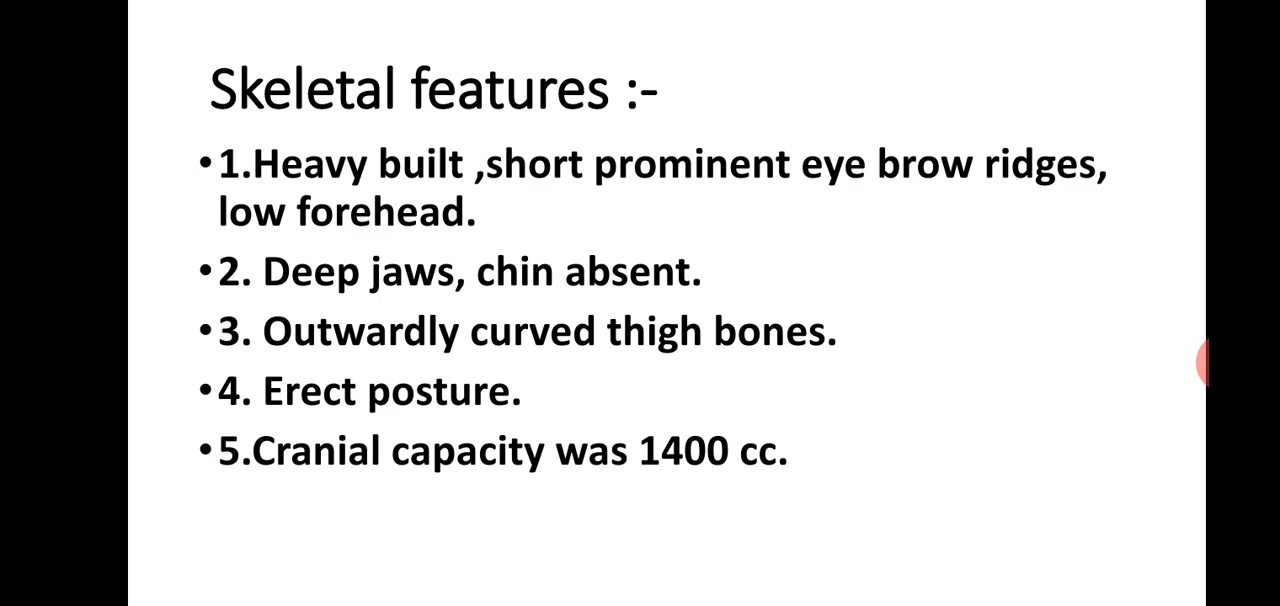 Skeletal features :-
•1.Heavy built ,short prominent eye brow ridges,
low forehead.
•2. Deep jaws, chin absent.
•3. Outwardly curved thigh bones.
•4. Erect posture.
•5.Cranial capacity was 1400 cc.